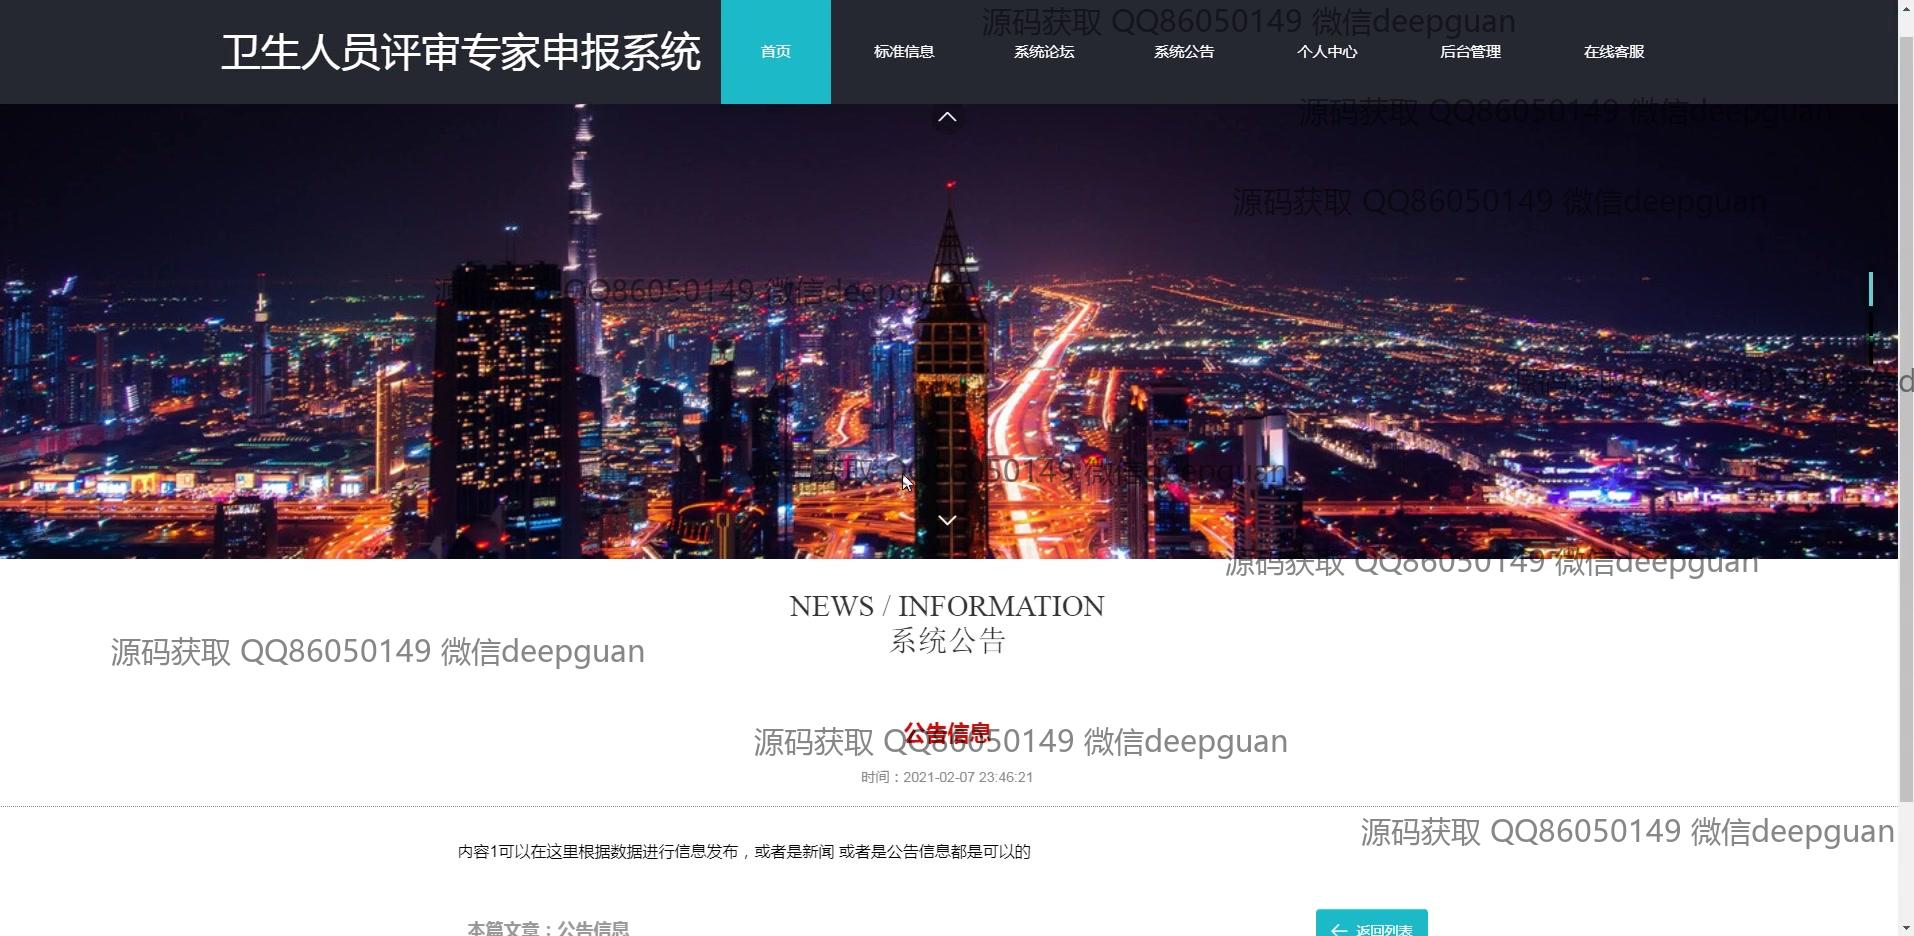 源码获取 QQ86050149 微信deepguan
卫生人员评审专家申报系统
首页 标准信息 系统论坛 系统公告 个人中心 后台管理 在线客服
源码获取 QQ86050149 微信deepguan
源码获取 QQ86050149 微信deepguan
QQ86050149 微信deepguan
QQ86050149 微信deepguan
源码获取 QQ86050149 微信deepguan
NEWS / INFORMATION
系统公告
源码获取 QQ86050149 微信deepguan
公告信息
源码获取 QQ86050149 微信deepguan
时间：2021-02-07 23:46:21
源码获取 QQ86050149 微信deepguan
内容1可以在这里根据数据进行信息发布，或者是新闻 或者是公告信息都是可以的
本篇文章：公告信息
← 返回列表